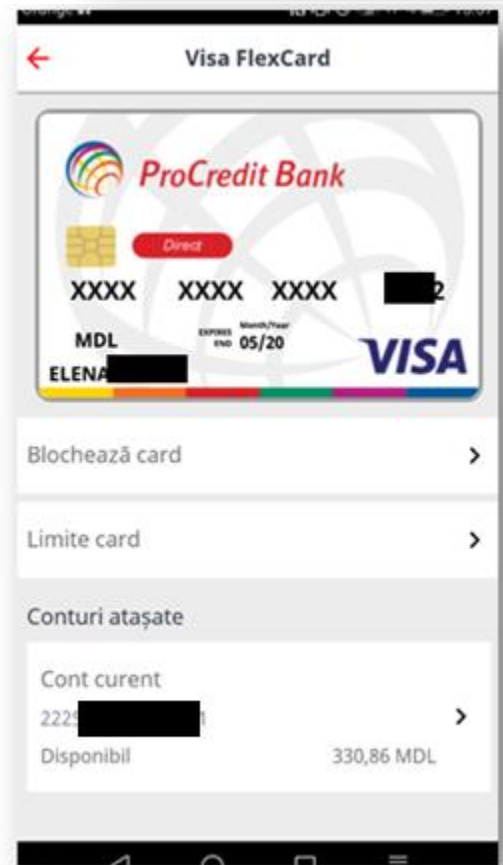 Visa FlexCard
ProCredit Bank
Direct
XXXX XXXX XXXX 2
MDL EXPIRES END Month/Year 05/20
ELENA
VISA
Blochează card
Limite card
Conturi atașate
Cont curent
222 1
Disponibil 330,86 MDL